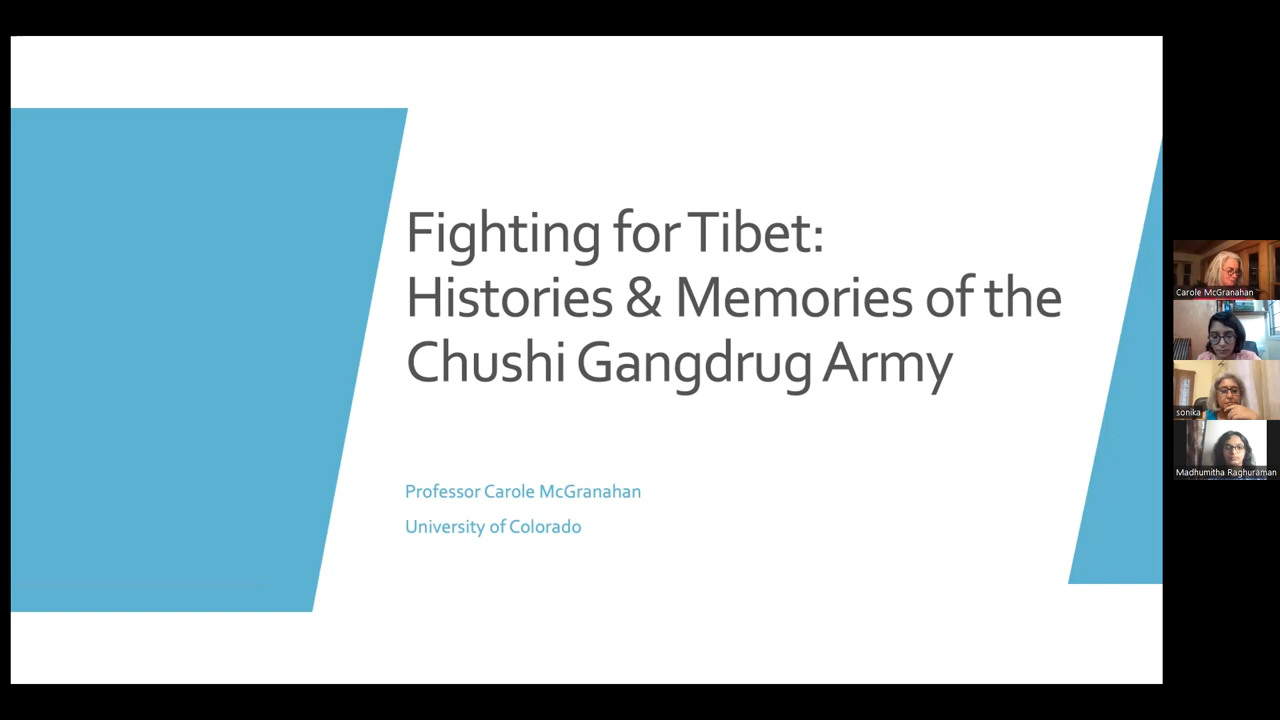 Fighting for Tibet:
Histories & Memories of the
Chushi Gangdrug Army
Professor Carole McGranahan
University of Colorado
Carole McGranahan
sonika
Madhumitha Raghuraman